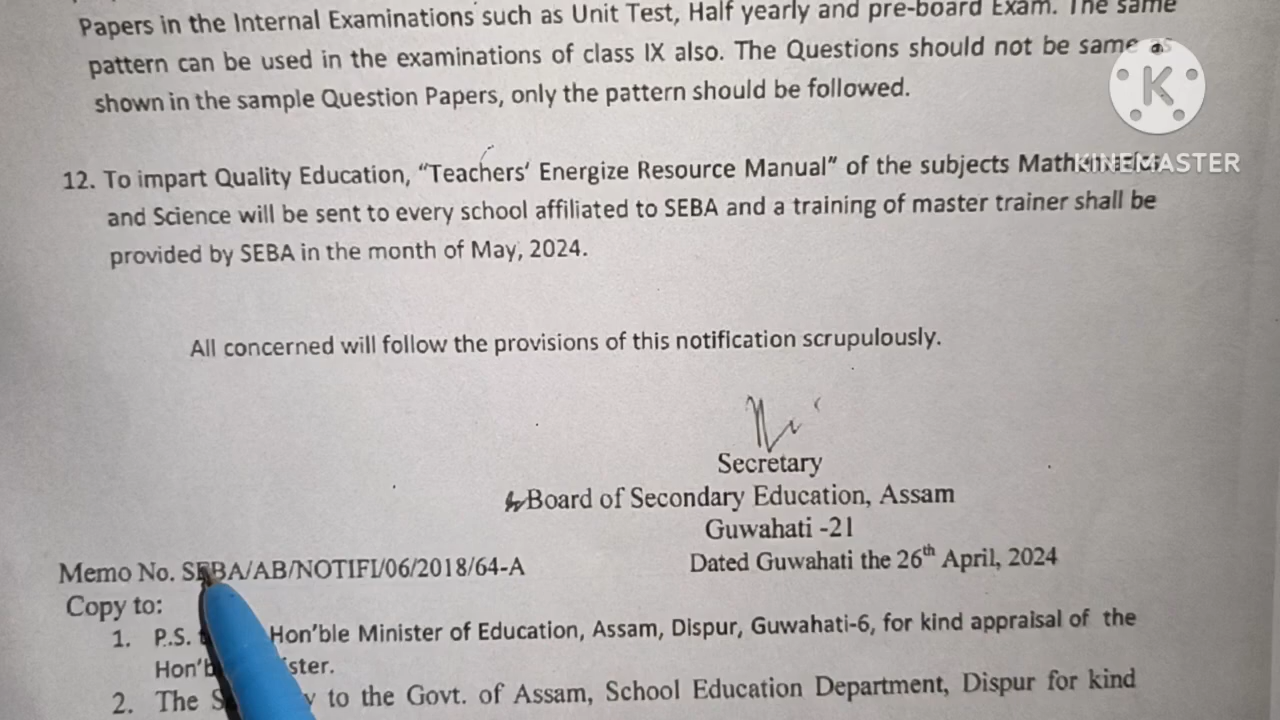 Papers in the Internal Examinations such as Unit Test, Half yearly and pre-board Exam. The same
pattern can be used in the examinations of class IX also. The Questions should not be same as
shown in the sample Question Papers, only the pattern should be followed.
K
KINEMASTER
12. To impart Quality Education, “Teachers’ Energize Resource Manual” of the subjects Mathematics
and Science will be sent to every school affiliated to SEBA and a training of master trainer shall be
provided by SEBA in the month of May, 2024.
All concerned will follow the provisions of this notification scrupulously.
Secretary
Board of Secondary Education, Assam
Guwahati -21
Memo No. SEBA/AB/NOTIFI/06/2018/64-A
Dated Guwahati the 26th April, 2024
Copy to:
1. P.S. Hon’ble Minister of Education, Assam, Dispur, Guwahati-6, for kind appraisal of the
2. The to the Govt. of Assam, School Education Department, Dispur for kind